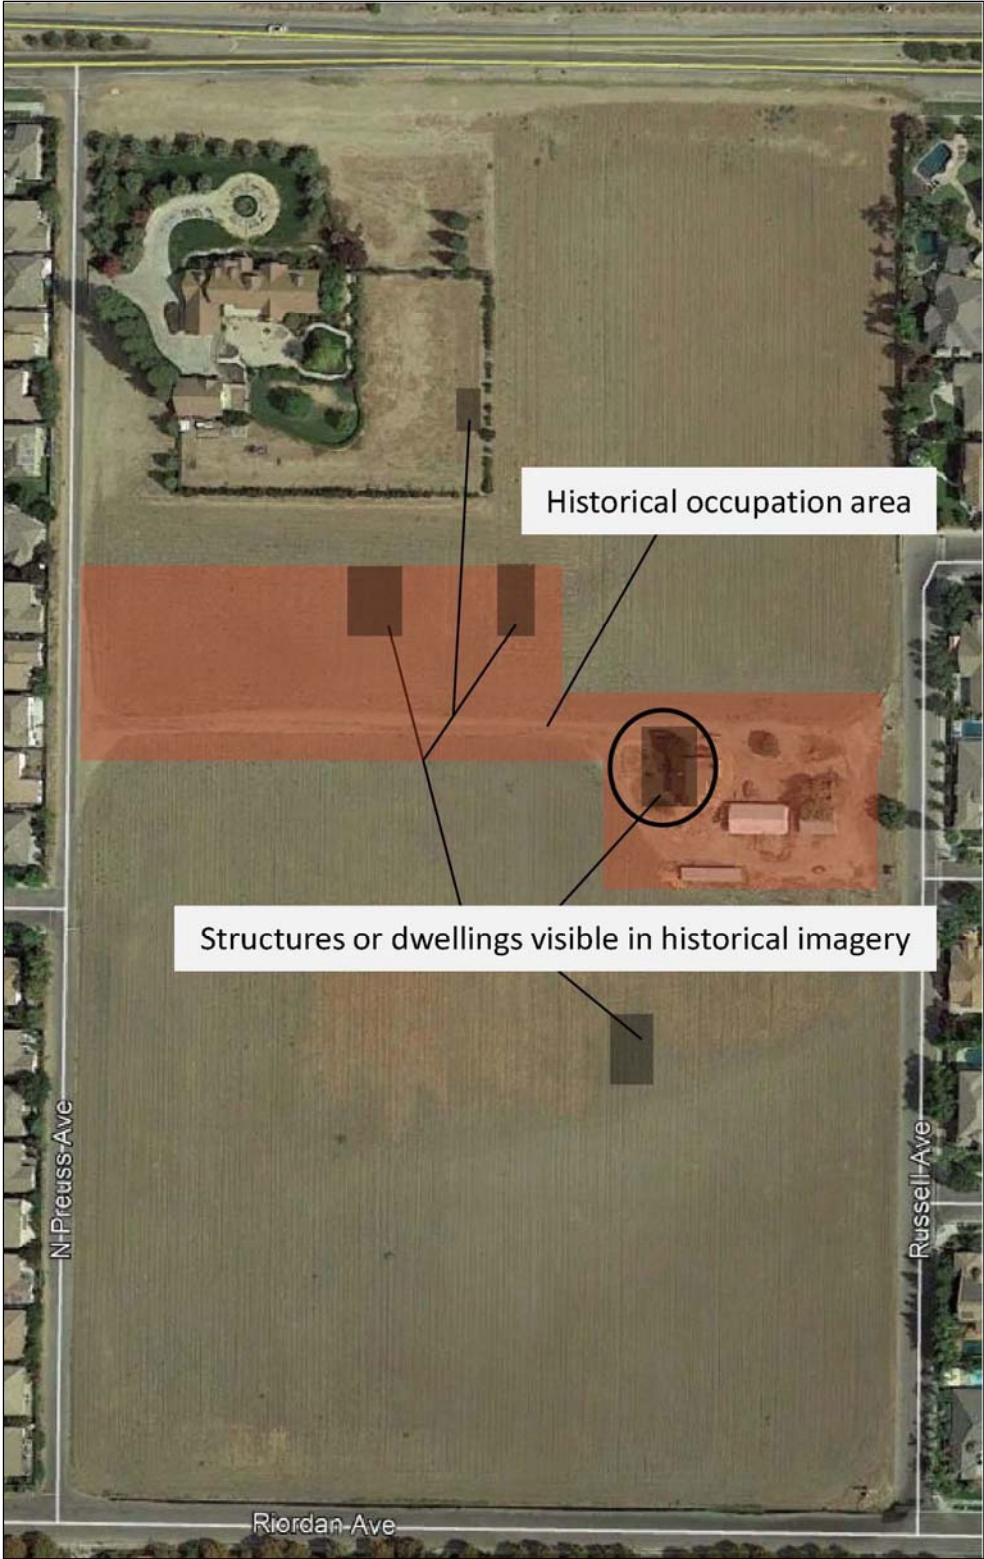 Historical occupation area
Structures or dwellings visible in historical imagery
N-Preuss-Ave
Russell-Ave
Riordan-Ave